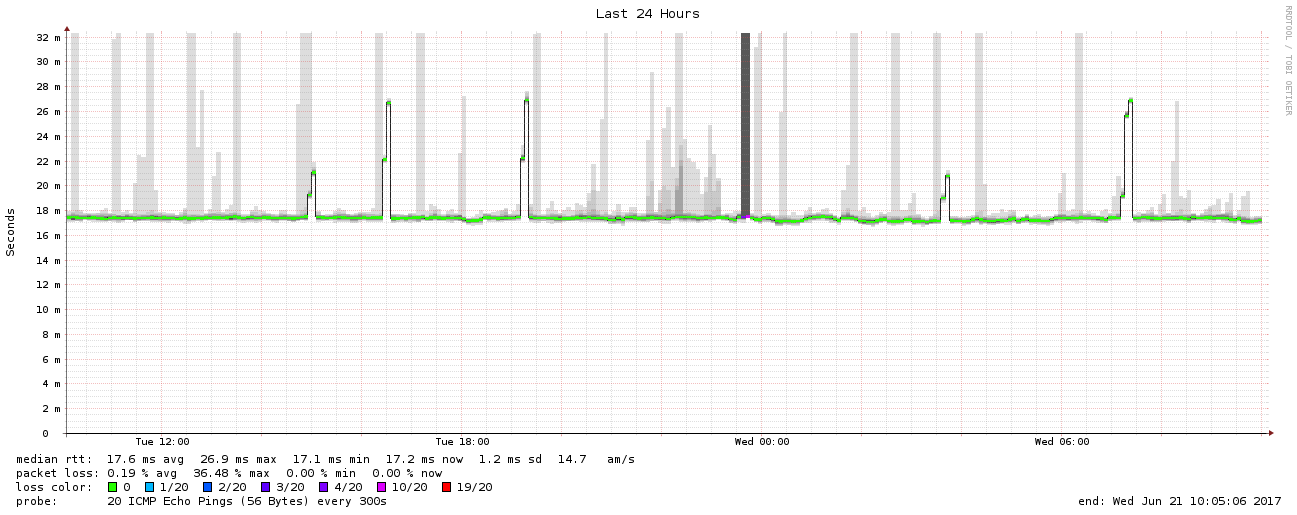 Last 24 Hours
RRDTOOL / TOBI OETIKER
Seconds
32 m
30 m
28 m
26 m
24 m
22 m
20 m
18 m
16 m
14 m
12 m
10 m
8 m
6 m
4 m
2 m
0
Tue 12:00 Tue 18:00 Wed 00:00 Wed 06:00
median rtt: 17.6 ms avg 26.9 ms max 17.1 ms min 17.2 ms now 1.2 ms sd 14.7 am/s
packet loss: 0.19 % avg 36.48 % max 0.00 % min 0.00 % now
loss color: 0 1/20 2/20 3/20 4/20 10/20 19/20
probe: 20 ICMP Echo Pings (56 Bytes) every 300s end: Wed Jun 21 10:05:06 2017